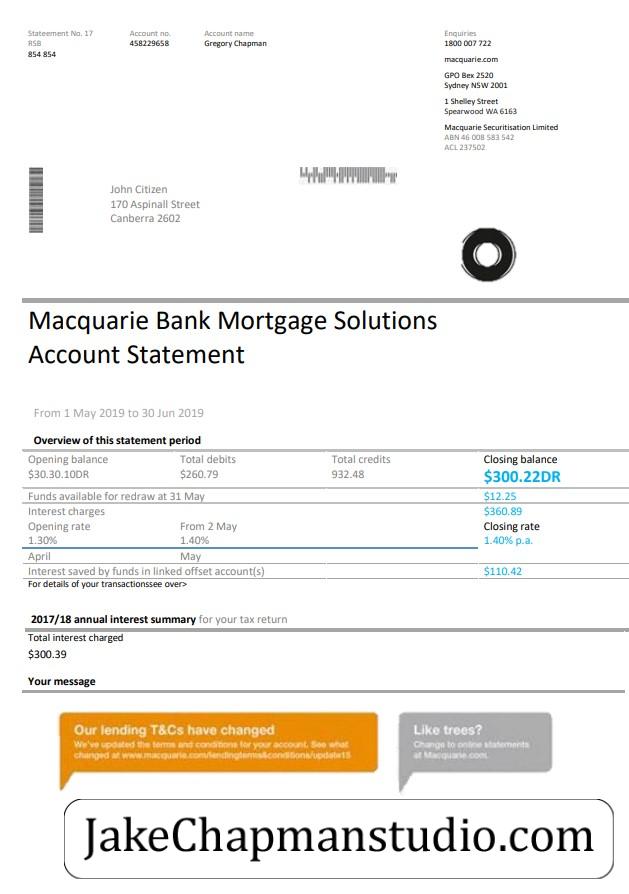 Stateement No. 17
Account no.
Account name
Enquiries
RSB
458229658
Gregory Chapman
1800 007 722
854 854
macquarie.com
GPO Bex 2520
Sydney NSW 2001
1 Shelley Street
Spearwood WA 6163
Macquarie Securitisation Limited
ABN 46 008 583 542
ACL 237502
John Citizen
170 Aspinall Street
Canberra 2602
Macquarie Bank Mortgage Solutions
Account Statement
From 1 May 2019 to 30 Jun 2019
Overview of this statement period
Opening balance
Total debits
Total credits
Closing balance
$30.30.10DR
$260.79
932.48
$300.22DR
Funds available for redraw at 31 May
$12.25
Interest charges
$360.89
Opening rate
From 2 May
Closing rate
1.30%
1.40%
1.40% p.a.
April
May
Interest saved by funds in linked offset account(s)
$110.42
For details of your transactionssee over>
2017/18 annual interest summary for your tax return
Total interest charged
$300.39
Your message
Our lending T&Cs have changed
We've updated the terms and conditions for your account. See what
changed at www.macquarie.com/lendingterms&conditions/update15
Like trees?
Change to online statements
at Macquarie.com.
JakeChapmanstudio.com